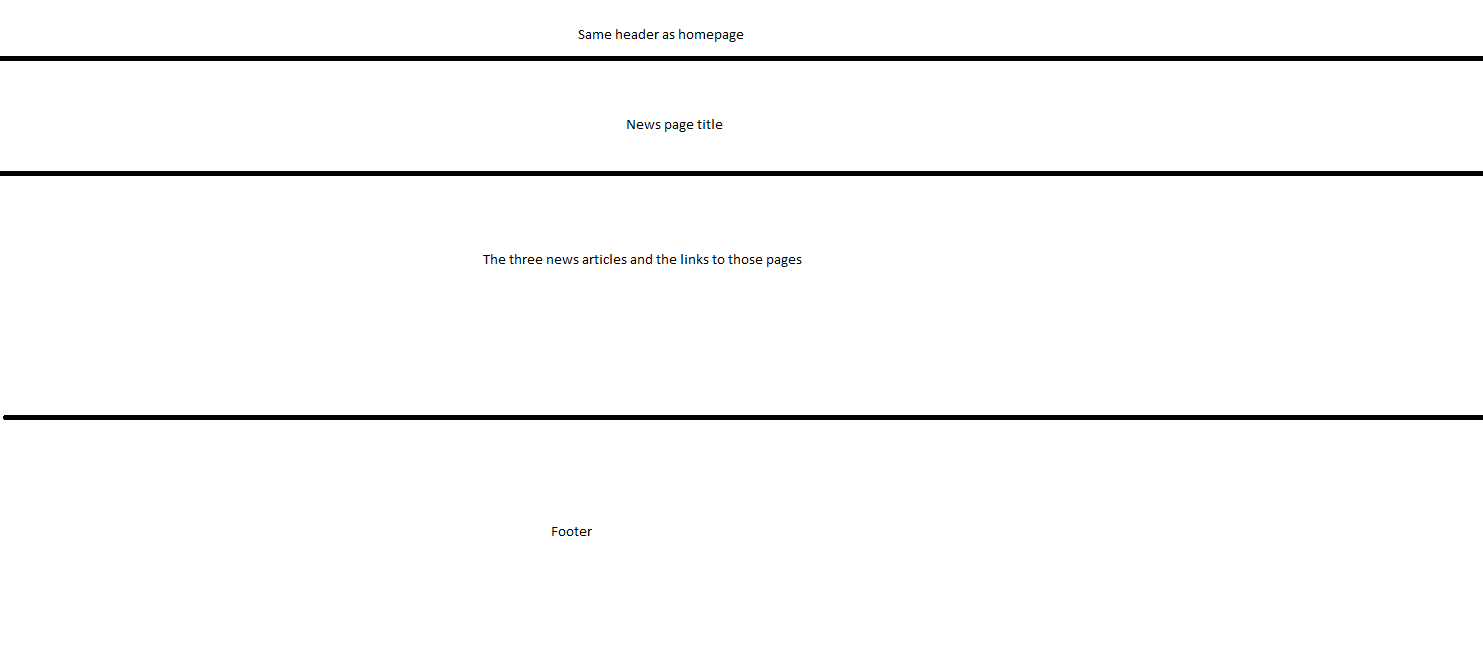 Same header as homepage
News page title
The three news articles and the links to those pages
Footer